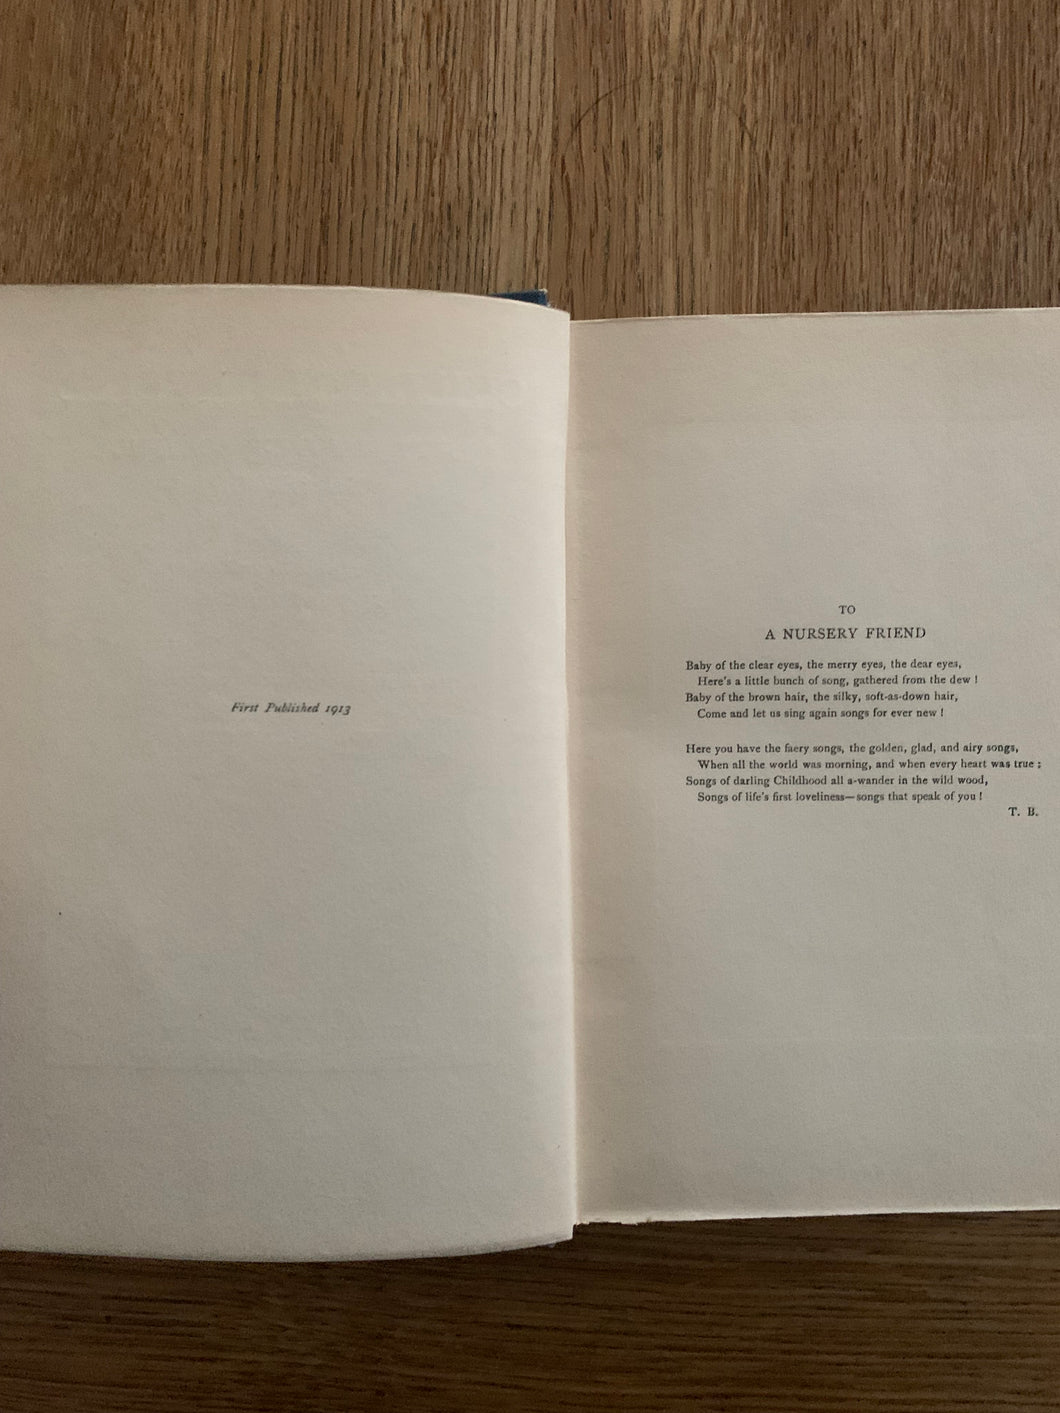 First Published 1913
TO
A NURSERY FRIEND
Baby of the clear eyes, the merry eyes, the dear eyes,
Here's a little bunch of song, gathered from the dew !
Baby of the brown hair, the silky, soft-as-down hair,
Come and let us sing again songs for ever new !
Here you have the faery songs, the golden, glad, and airy songs,
When all the world was morning, and when every heart was true ;
Songs of darling Childhood all a-wander in the wild wood,
Songs of life's first loveliness—songs that speak of you !
T. B.